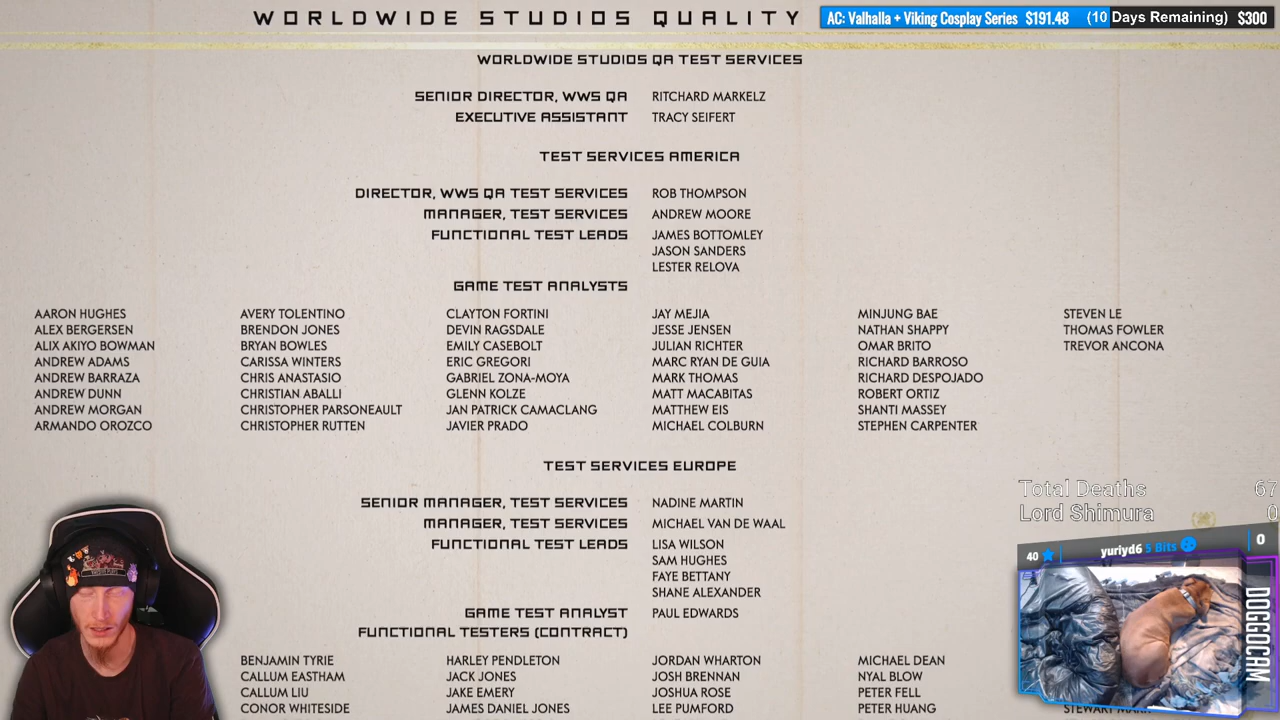 WORLDWIDE STUDIOS QUALITY
AC: Valhalla + Viking Cosplay Series $191.48 (10 Days Remaining) $300
WORLDWIDE STUDIOS QA TEST SERVICES
SENIOR DIRECTOR, WWS QA RITCHARD MARKELZ
EXECUTIVE ASSISTANT TRACY SEIFERT
TEST SERVICES AMERICA
DIRECTOR, WWS QA TEST SERVICES ROB THOMPSON
MANAGER, TEST SERVICES ANDREW MOORE
FUNCTIONAL TEST LEADS JAMES BOTTOMLEY
JASON SANDERS
LESTER RELOVA
GAME TEST ANALYSTS
AARON HUGHES AVERY TOLENTINO CLAYTON FORTINI JAY MEJIA MINJUNG BAE STEVEN LE
ALEX BERGERSEN BRENDON JONES DEVIN RAGSDALE JESSE JENSEN NATHAN SHAPPY THOMAS FOWLER
ALIX AKIYO BOWMAN BRYAN BOWLES EMILY CASEBOLT JULIAN RICHTER OMAR BRITO TREVOR ANCONA
ANDREW ADAMS CARISSA WINTERS ERIC GREGORI MARC RYAN DE GUIA RICHARD BARROSO
ANDREW BARRAZA CHRIS ANASTASIO GABRIEL ZONA-MOYA MARK THOMAS RICHARD DESPOJADO
ANDREW DUNN CHRISTIAN ABALLI GLENN KOLZE MATT MACABITAS ROBERT ORTIZ
ANDREW MORGAN CHRISTOPHER PARSONEAULT JAN PATRICK CAMACLANG MATTHEW EIS SHANTI MASSEY
ARMANDO OROZCO CHRISTOPHER RUTTEN JAVIER PRADO MICHAEL COLBURN STEPHEN CARPENTER
TEST SERVICES EUROPE
SENIOR MANAGER, TEST SERVICES NADINE MARTIN
MANAGER, TEST SERVICES MICHAEL VAN DE WAAL
FUNCTIONAL TEST LEADS LISA WILSON
SAM HUGHES
FAYE BETTANY
SHANE ALEXANDER
GAME TEST ANALYST PAUL EDWARDS
FUNCTIONAL TESTERS (CONTRACT)
BENJAMIN TYRIE HARLEY PENDLETON JORDAN WHARTON MICHAEL DEAN
CALLUM EASTHAM JACK JONES JOSH BRENNAN NYAL BLOW
CALLUM LIU JAKE EMERY JOSHUA ROSE PETER FELL
CONOR WHITESIDE JAMES DANIEL JONES LEE PUMFORD PETER HUANG STEWART
Total Deaths 67
Lord Shimura 0
40 yuriyd6 5 Bits 0
DOGGOCAM